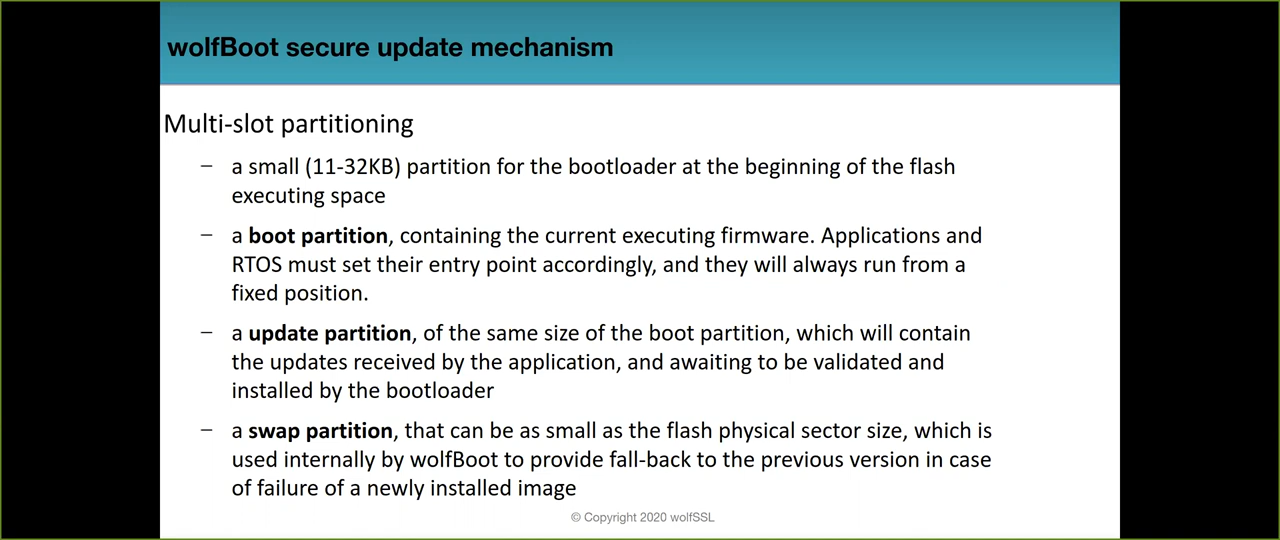 wolfBoot secure update mechanism
Multi-slot partitioning
– a small (11-32KB) partition for the bootloader at the beginning of the flash
executing space
– a boot partition, containing the current executing firmware. Applications and
RTOS must set their entry point accordingly, and they will always run from a
fixed position.
– a update partition, of the same size of the boot partition, which will contain
the updates received by the application, and awaiting to be validated and
installed by the bootloader
– a swap partition, that can be as small as the flash physical sector size, which is
used internally by wolfBoot to provide fall-back to the previous version in case
of failure of a newly installed image
© Copyright 2020 wolfSSL